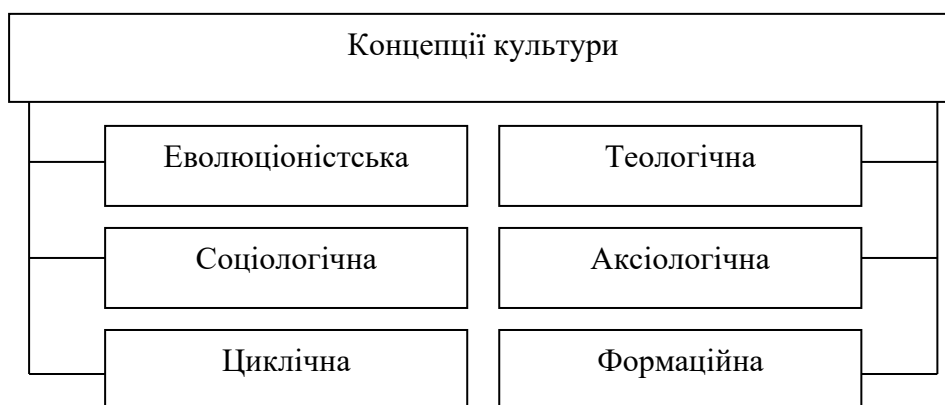 Концепції культури
Еволюціоністська
Теологічна
Соціологічна
Аксіологічна
Циклічна
Формаційна